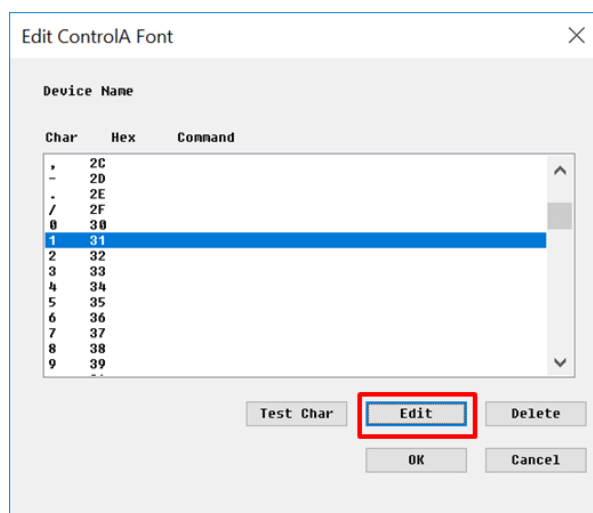 Edit ControlA Font
Device Name
Char Hex Command
, 2C
- 2D
. 2E
/ 2F
0 30
1 31
2 32
3 33
4 34
5 35
6 36
7 37
8 38
9 39
Test Char Edit Delete
OK Cancel